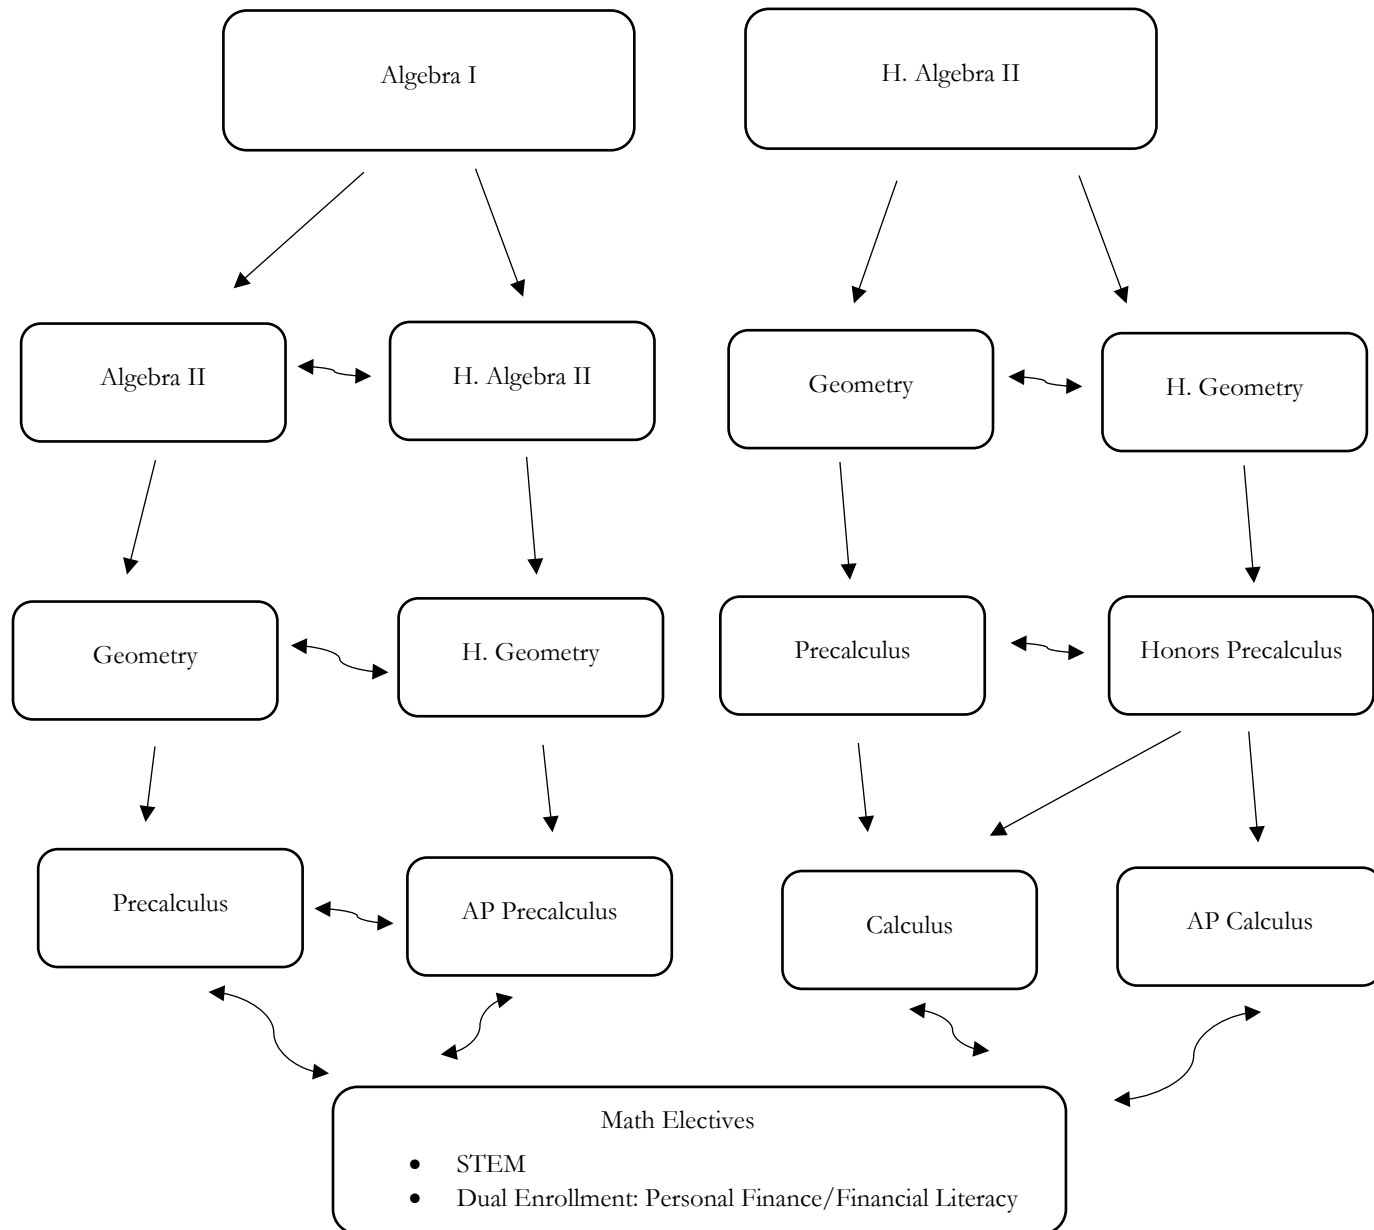 Algebra I
H. Algebra II
Algebra II
H. Algebra II
Geometry
H. Geometry
Geometry
H. Geometry
Precalculus
Honors Precalculus
Precalculus
AP Precalculus
Calculus
AP Calculus
Math Electives
• STEM
• Dual Enrollment: Personal Finance/Financial Literacy